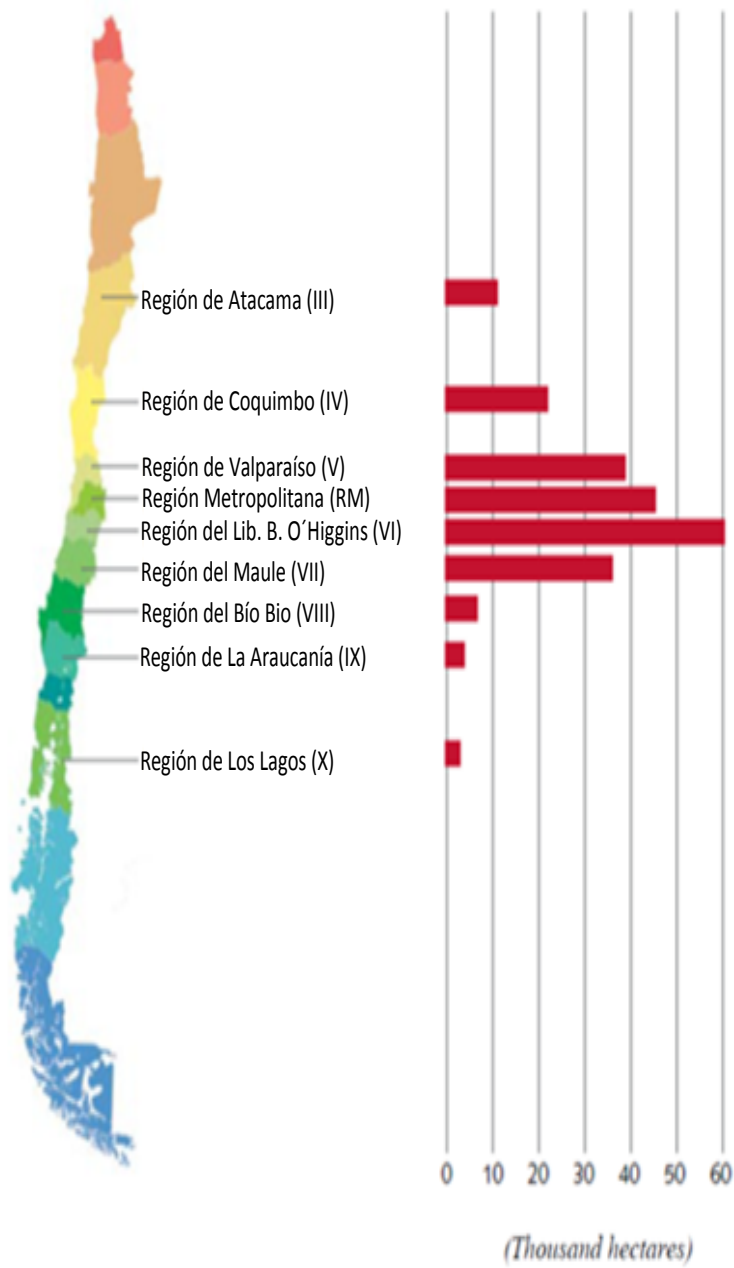 Región de Atacama (III)
Región de Coquimbo (IV)
Región de Valparaíso (V)
Región Metropolitana (RM)
Región del Lib. B. O´Higgins (VI)
Región del Maule (VII)
Región del Bío Bio (VIII)
Región de La Araucanía (IX)
Región de Los Lagos (X)
0 10 20 30 40 50 60
(Thousand hectares)